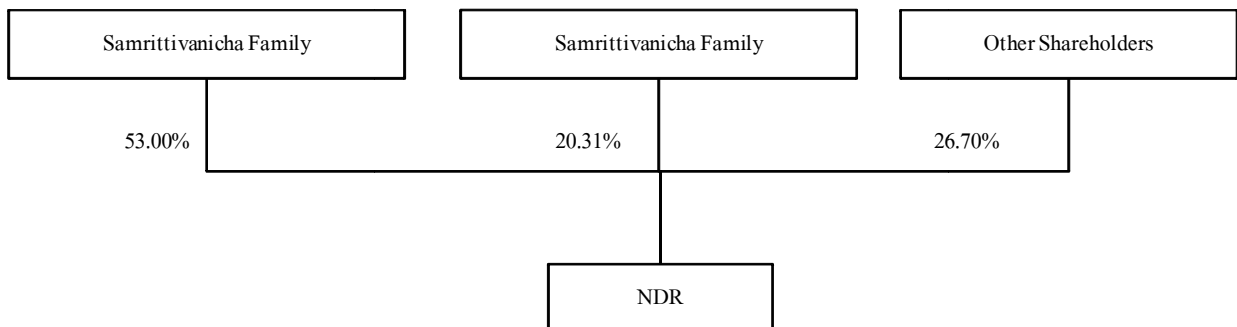 Samrittivanicha Family
Samrittivanicha Family
Other Shareholders
53.00%
20.31%
26.70%
NDR